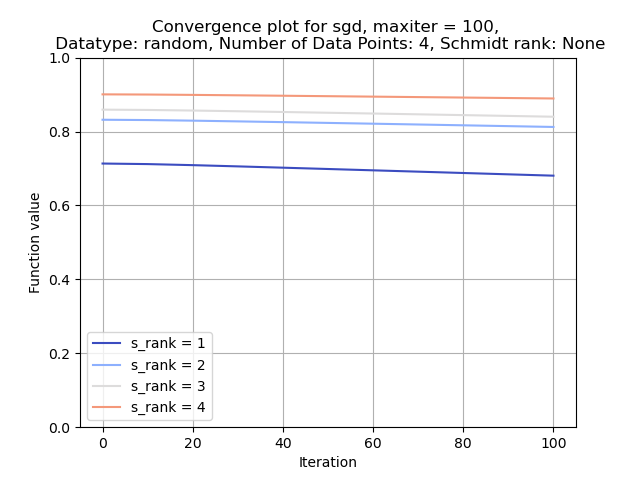 Convergence plot for sgd, maxiter = 100,
Datatype: random, Number of Data Points: 4, Schmidt rank: None
1.0
0.8
0.6
0.4
0.2
0.0
Function value
s_rank = 1
s_rank = 2
s_rank = 3
s_rank = 4
0 20 40 60 80 100
Iteration